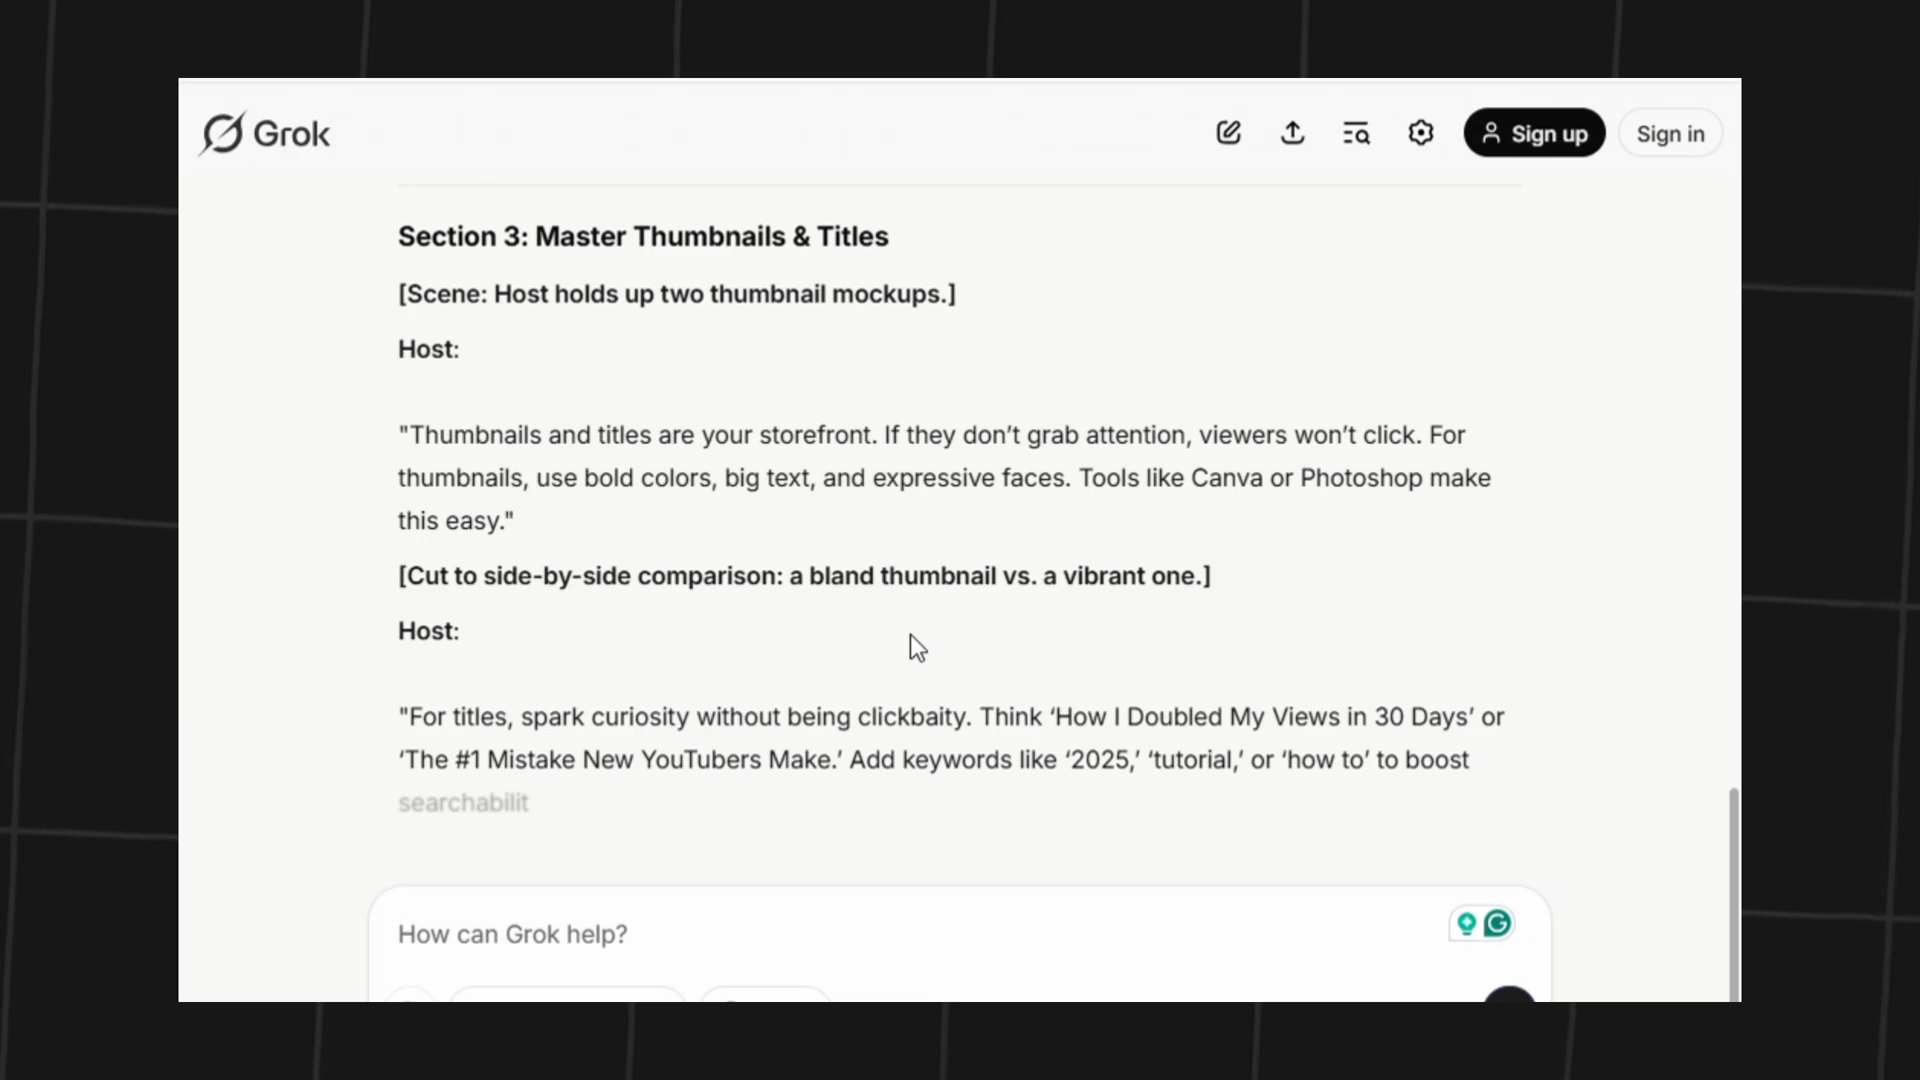 Grok
Sign up
Sign in
Section 3: Master Thumbnails & Titles
[Scene: Host holds up two thumbnail mockups.]
Host:
"Thumbnails and titles are your storefront. If they don’t grab attention, viewers won’t click. For
thumbnails, use bold colors, big text, and expressive faces. Tools like Canva or Photoshop make
this easy."
[Cut to side-by-side comparison: a bland thumbnail vs. a vibrant one.]
Host:
"For titles, spark curiosity without being clickbaity. Think ‘How I Doubled My Views in 30 Days’ or
‘The #1 Mistake New YouTubers Make.’ Add keywords like ‘2025,’ ‘tutorial,’ or ‘how to’ to boost
searchabilit
How can Grok help?